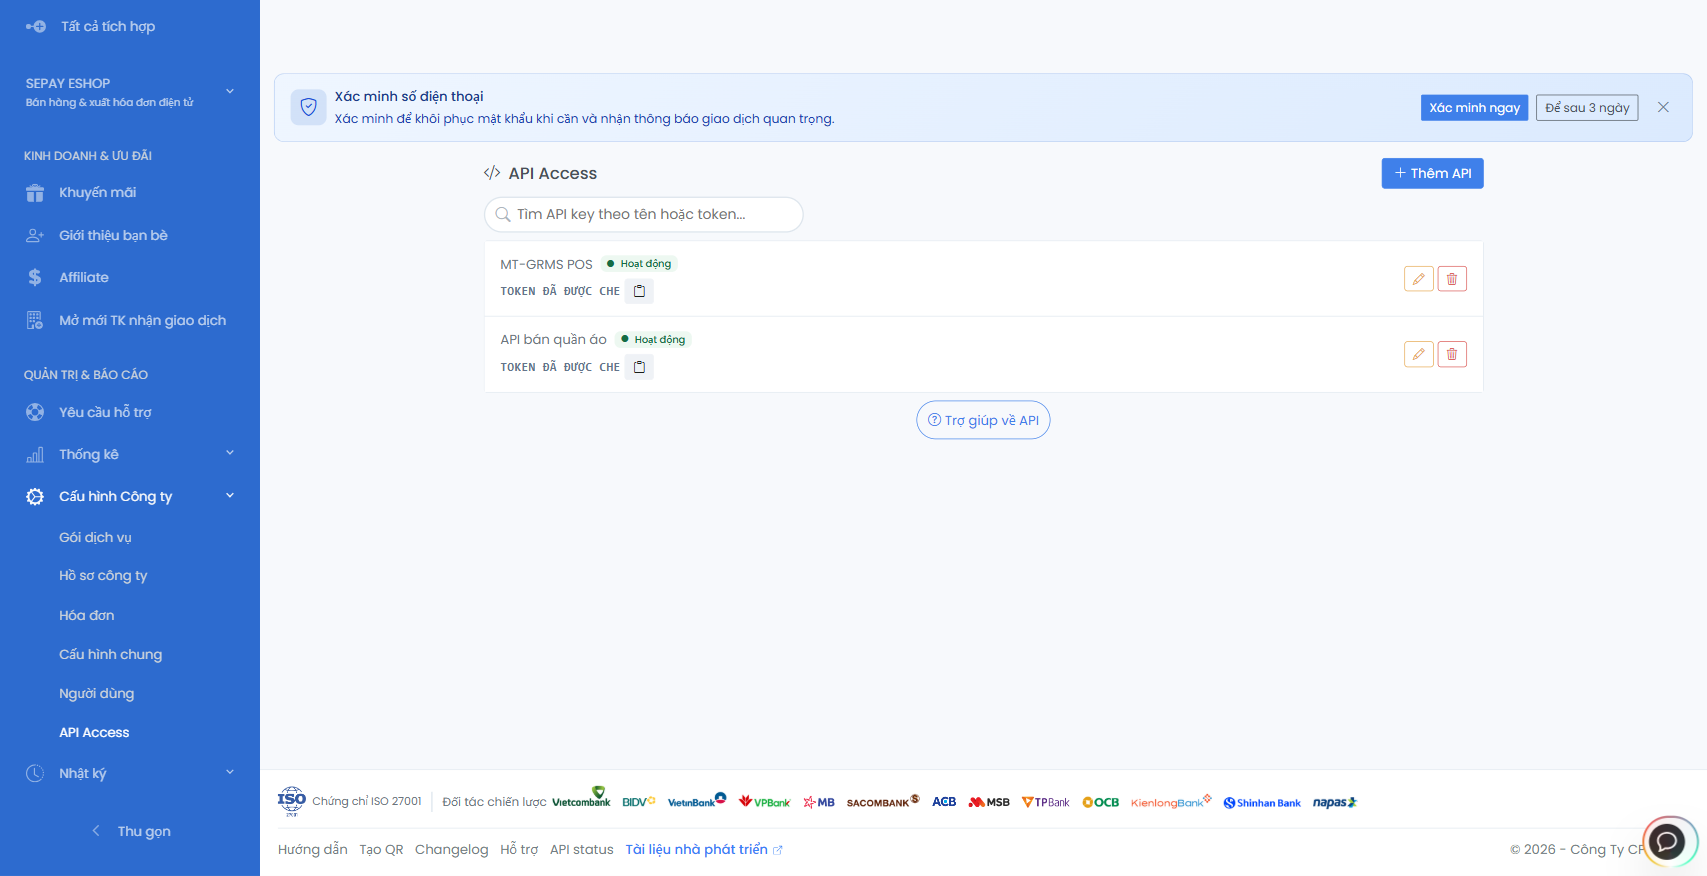 Tất cả tích hợp
SEPAY ESHOP
Bán hàng & xuất hóa đơn điện tử
KINH DOANH & ƯU ĐÃI
Khuyến mãi
Giới thiệu bạn bè
Affiliate
Mở mới TK nhận giao dịch
QUẢN TRỊ & BÁO CÁO
Yêu cầu hỗ trợ
Thống kê
Cấu hình Công ty
Gói dịch vụ
Hồ sơ công ty
Hóa đơn
Cấu hình chung
Người dùng
API Access
Nhật ký
Thu gọn
Xác minh số điện thoại
Xác minh để khôi phục mật khẩu khi cần và nhận thông báo giao dịch quan trọng.
Xác minh ngay
Để sau 3 ngày
API Access
Thêm API
Tìm API key theo tên hoặc token...
MT-GRMS POS Hoạt động
TOKEN ĐÃ ĐƯỢC CHE
API bán quần áo Hoạt động
TOKEN ĐÃ ĐƯỢC CHE
Trợ giúp về API
ISO 27001 Chứng chỉ ISO 27001 Đối tác chiến lược Vietcombank BIDV VietinBank VPBank MB SACOMBANK ACB MSB TPBank OCB KienlongBank Shinhan Bank napas
Hướng dẫn Tạo QR Changelog Hỗ trợ API status Tài liệu nhà phát triển
© 2026 - Công Ty CP